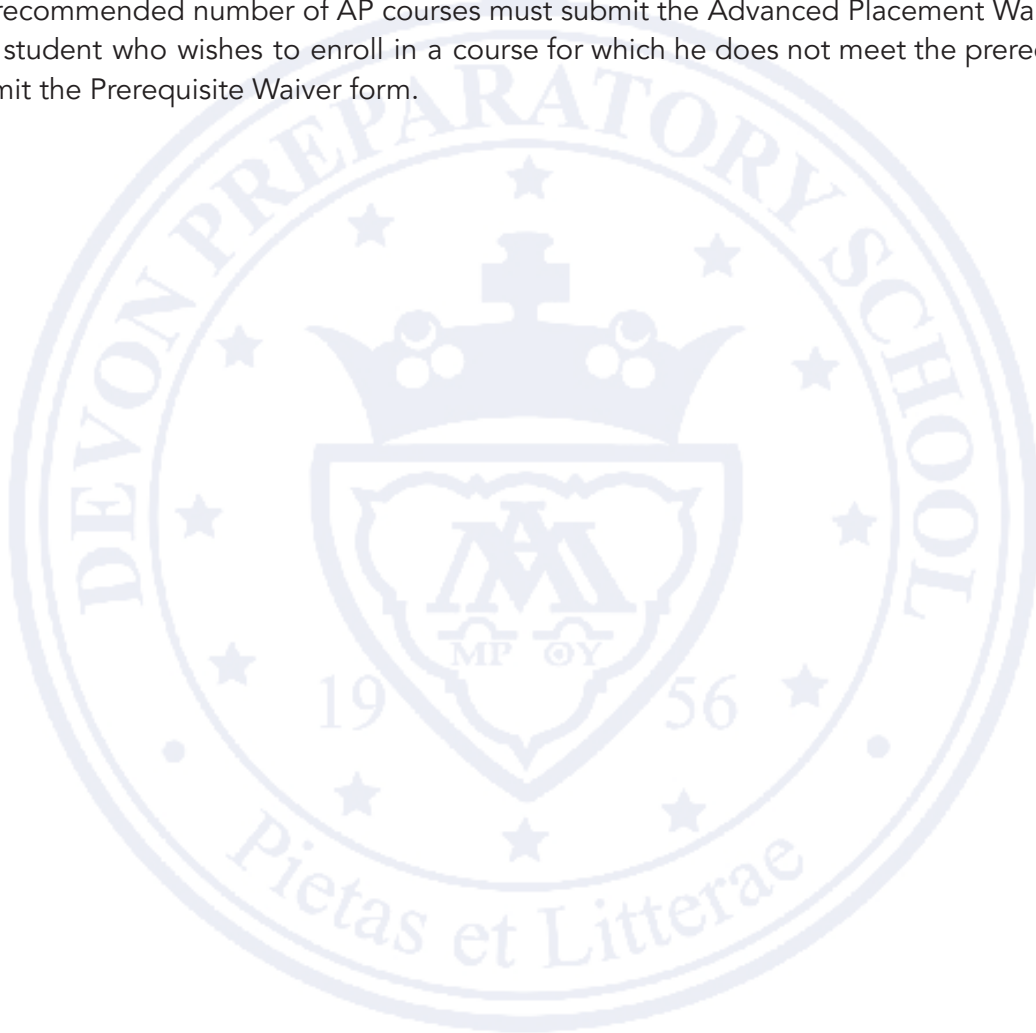 recommended number of AP courses must submit the Advanced Placement Wa
student who wishes to enroll in a course for which he does not meet the prere
mit the Prerequisite Waiver form.
DEVON PREPARATORY SCHOOL
MP ΘΥ
19 56
Pietas et Litterae